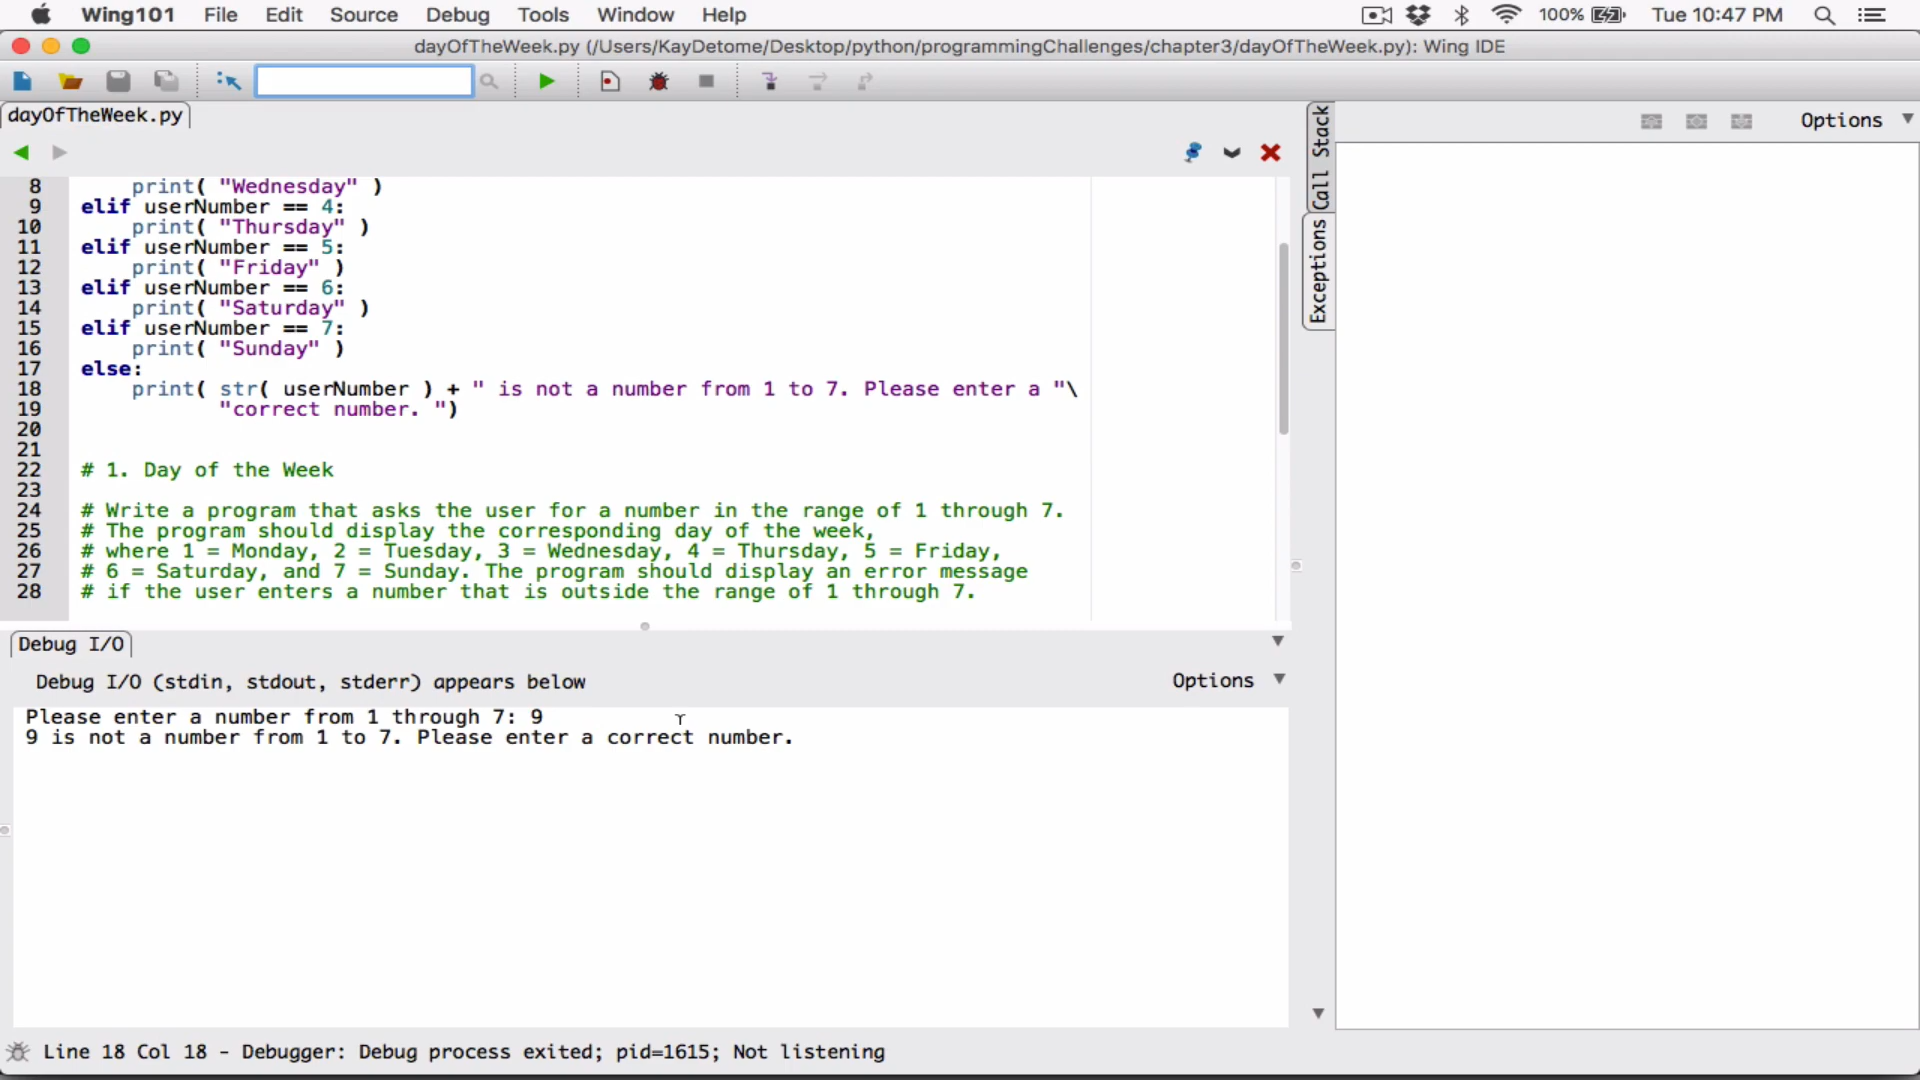 Wing101 File Edit Source Debug Tools Window Help 100% Tue 10:47 PM
dayOfTheWeek.py (/Users/KayDetome/Desktop/python/programmingChallenges/chapter3/dayOfTheWeek.py): Wing IDE
dayOfTheWeek.py
8 print( "Wednesday" )
9 elif userNumber == 4:
10 print( "Thursday" )
11 elif userNumber == 5:
12 print( "Friday" )
13 elif userNumber == 6:
14 print( "Saturday" )
15 elif userNumber == 7:
16 print( "Sunday" )
17 else:
18 print( str( userNumber ) + " is not a number from 1 to 7. Please enter a "\
19 "correct number. ")
20
21
22 # 1. Day of the Week
23
24 # Write a program that asks the user for a number in the range of 1 through 7.
25 # The program should display the corresponding day of the week,
26 # where 1 = Monday, 2 = Tuesday, 3 = Wednesday, 4 = Thursday, 5 = Friday,
27 # 6 = Saturday, and 7 = Sunday. The program should display an error message
28 # if the user enters a number that is outside the range of 1 through 7.
Call Stack
Exceptions
Options
Debug I/O
Debug I/O (stdin, stdout, stderr) appears below
Options
Please enter a number from 1 through 7: 9
9 is not a number from 1 to 7. Please enter a correct number.
Line 18 Col 18 - Debugger: Debug process exited; pid=1615; Not listening